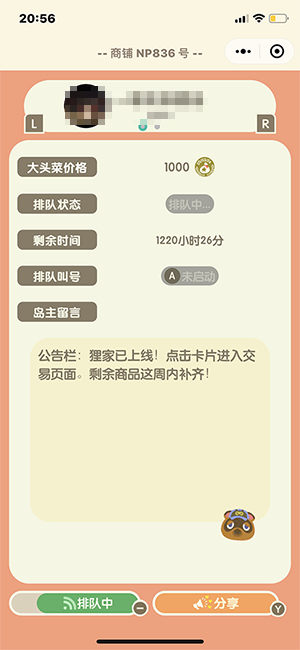 20:56
-- 商铺 NP836 号 --
L
R
大头菜价格 1000
排队状态 排队中...
剩余时间 1220小时26分
排队叫号 A 未启动
岛主留言
公告栏：狸家已上线！点击卡片进入交
易页面。剩余商品这周内补齐！
排队中 分享 Y